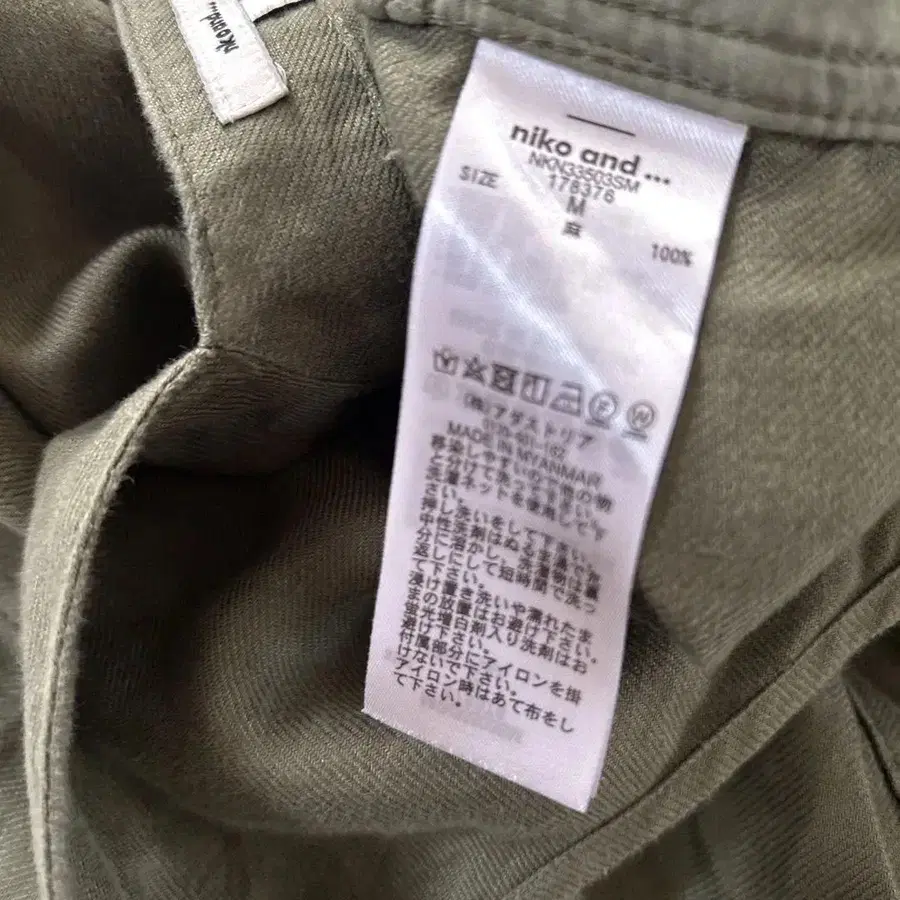 niko and ...
niko and ...
NKN33503SM
178376
SIZE M
麻 100%
(株)アダストリア
MADE IN MYANMAR
移染しやすいので他の物
と分けて洗って下さい。
洗濯ネットを使用して下
さい。
押し洗いをして下さい。
中性洗剤はぬるま湯で充
分に溶かし、洗濯物は裏
返しにして短時間で洗っ
て下さい。
浸け置き洗いや濡れたま
まの放置はお避け下さい。
蛍光増白剤入り洗剤はお
避け下さい。
付属部分にアイロンを掛
けないで下さい。
アイロン時はあて布をし
て下さい。